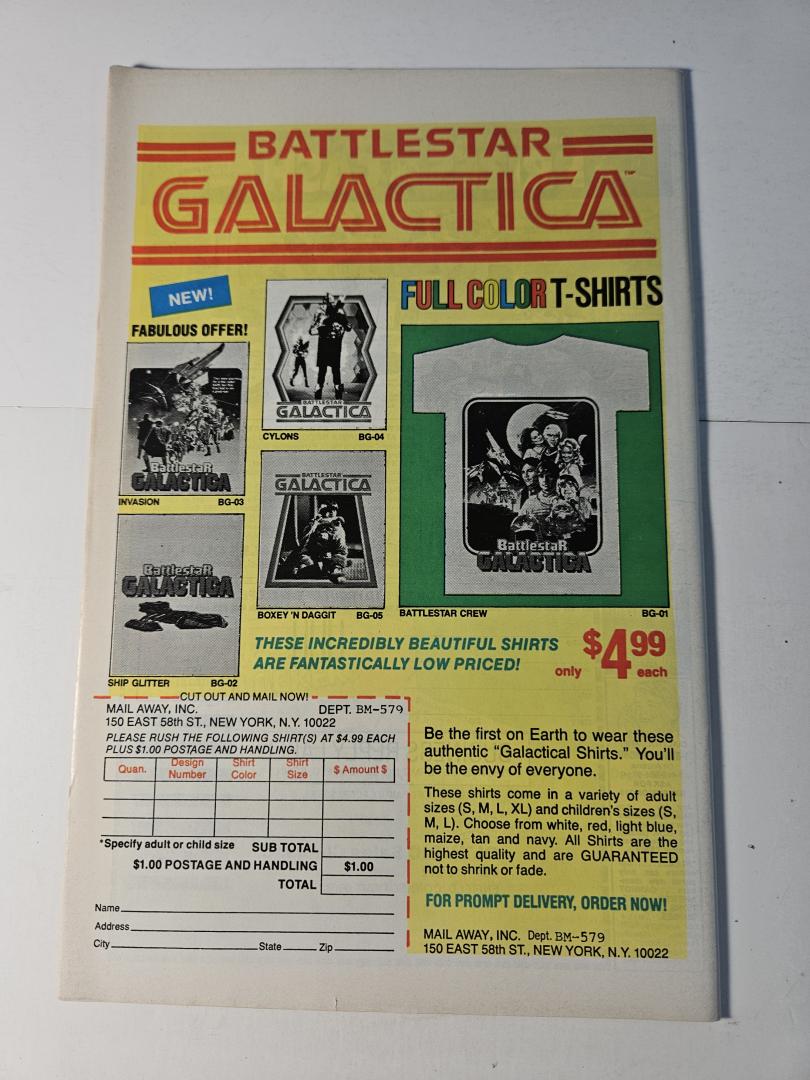 BATTLESTAR
GALACTICA™
NEW!
FABULOUS OFFER!
FULL COLOR T-SHIRTS
BattlestaR
GALACTICA
INVASION BG-03
BATTLESTAR
GALACTICA
CYLONS BG-04
BattlestaR
GALACTICA
SHIP GLITTER BG-02
BATTLESTAR
GALACTICA
BOXEY 'N DAGGIT BG-05
BattlestaR
GALACTICA
BATTLESTAR CREW BG-01
THESE INCREDIBLY BEAUTIFUL SHIRTS
ARE FANTASTICALLY LOW PRICED!
only $4.99 each
CUT OUT AND MAIL NOW!
MAIL AWAY, INC. DEPT. BM-579
150 EAST 58th ST., NEW YORK, N.Y. 10022
PLEASE RUSH THE FOLLOWING SHIRT(S) AT $4.99 EACH
PLUS $1.00 POSTAGE AND HANDLING.
Quan. Design Number Shirt Color Shirt Size $ Amount $
*Specify adult or child size SUB TOTAL
$1.00 POSTAGE AND HANDLING $1.00
TOTAL
Name
Address
City State Zip
Be the first on Earth to wear these
authentic "Galactical Shirts." You'll
be the envy of everyone.
These shirts come in a variety of adult
sizes (S, M, L, XL) and children's sizes (S,
M, L). Choose from white, red, light blue,
maize, tan and navy. All Shirts are the
highest quality and are GUARANTEED
not to shrink or fade.
FOR PROMPT DELIVERY, ORDER NOW!
MAIL AWAY, INC. Dept. BM-579
150 EAST 58th ST., NEW YORK, N.Y. 10022